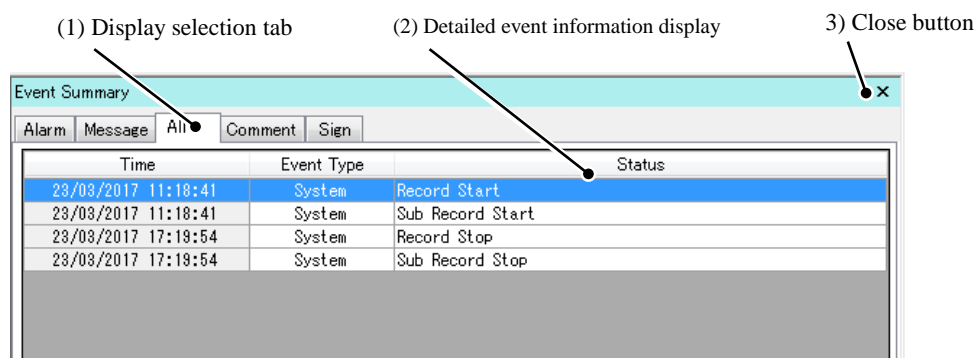 (1) Display selection tab (2) Detailed event information display 3) Close button
Event Summary ×
Alarm Message Comment Sign
Time Event Type Status
23/03/2017 11:18:41 System Record Start
23/03/2017 11:18:41 System Sub Record Start
23/03/2017 17:19:54 System Record Stop
23/03/2017 17:19:54 System Sub Record Stop